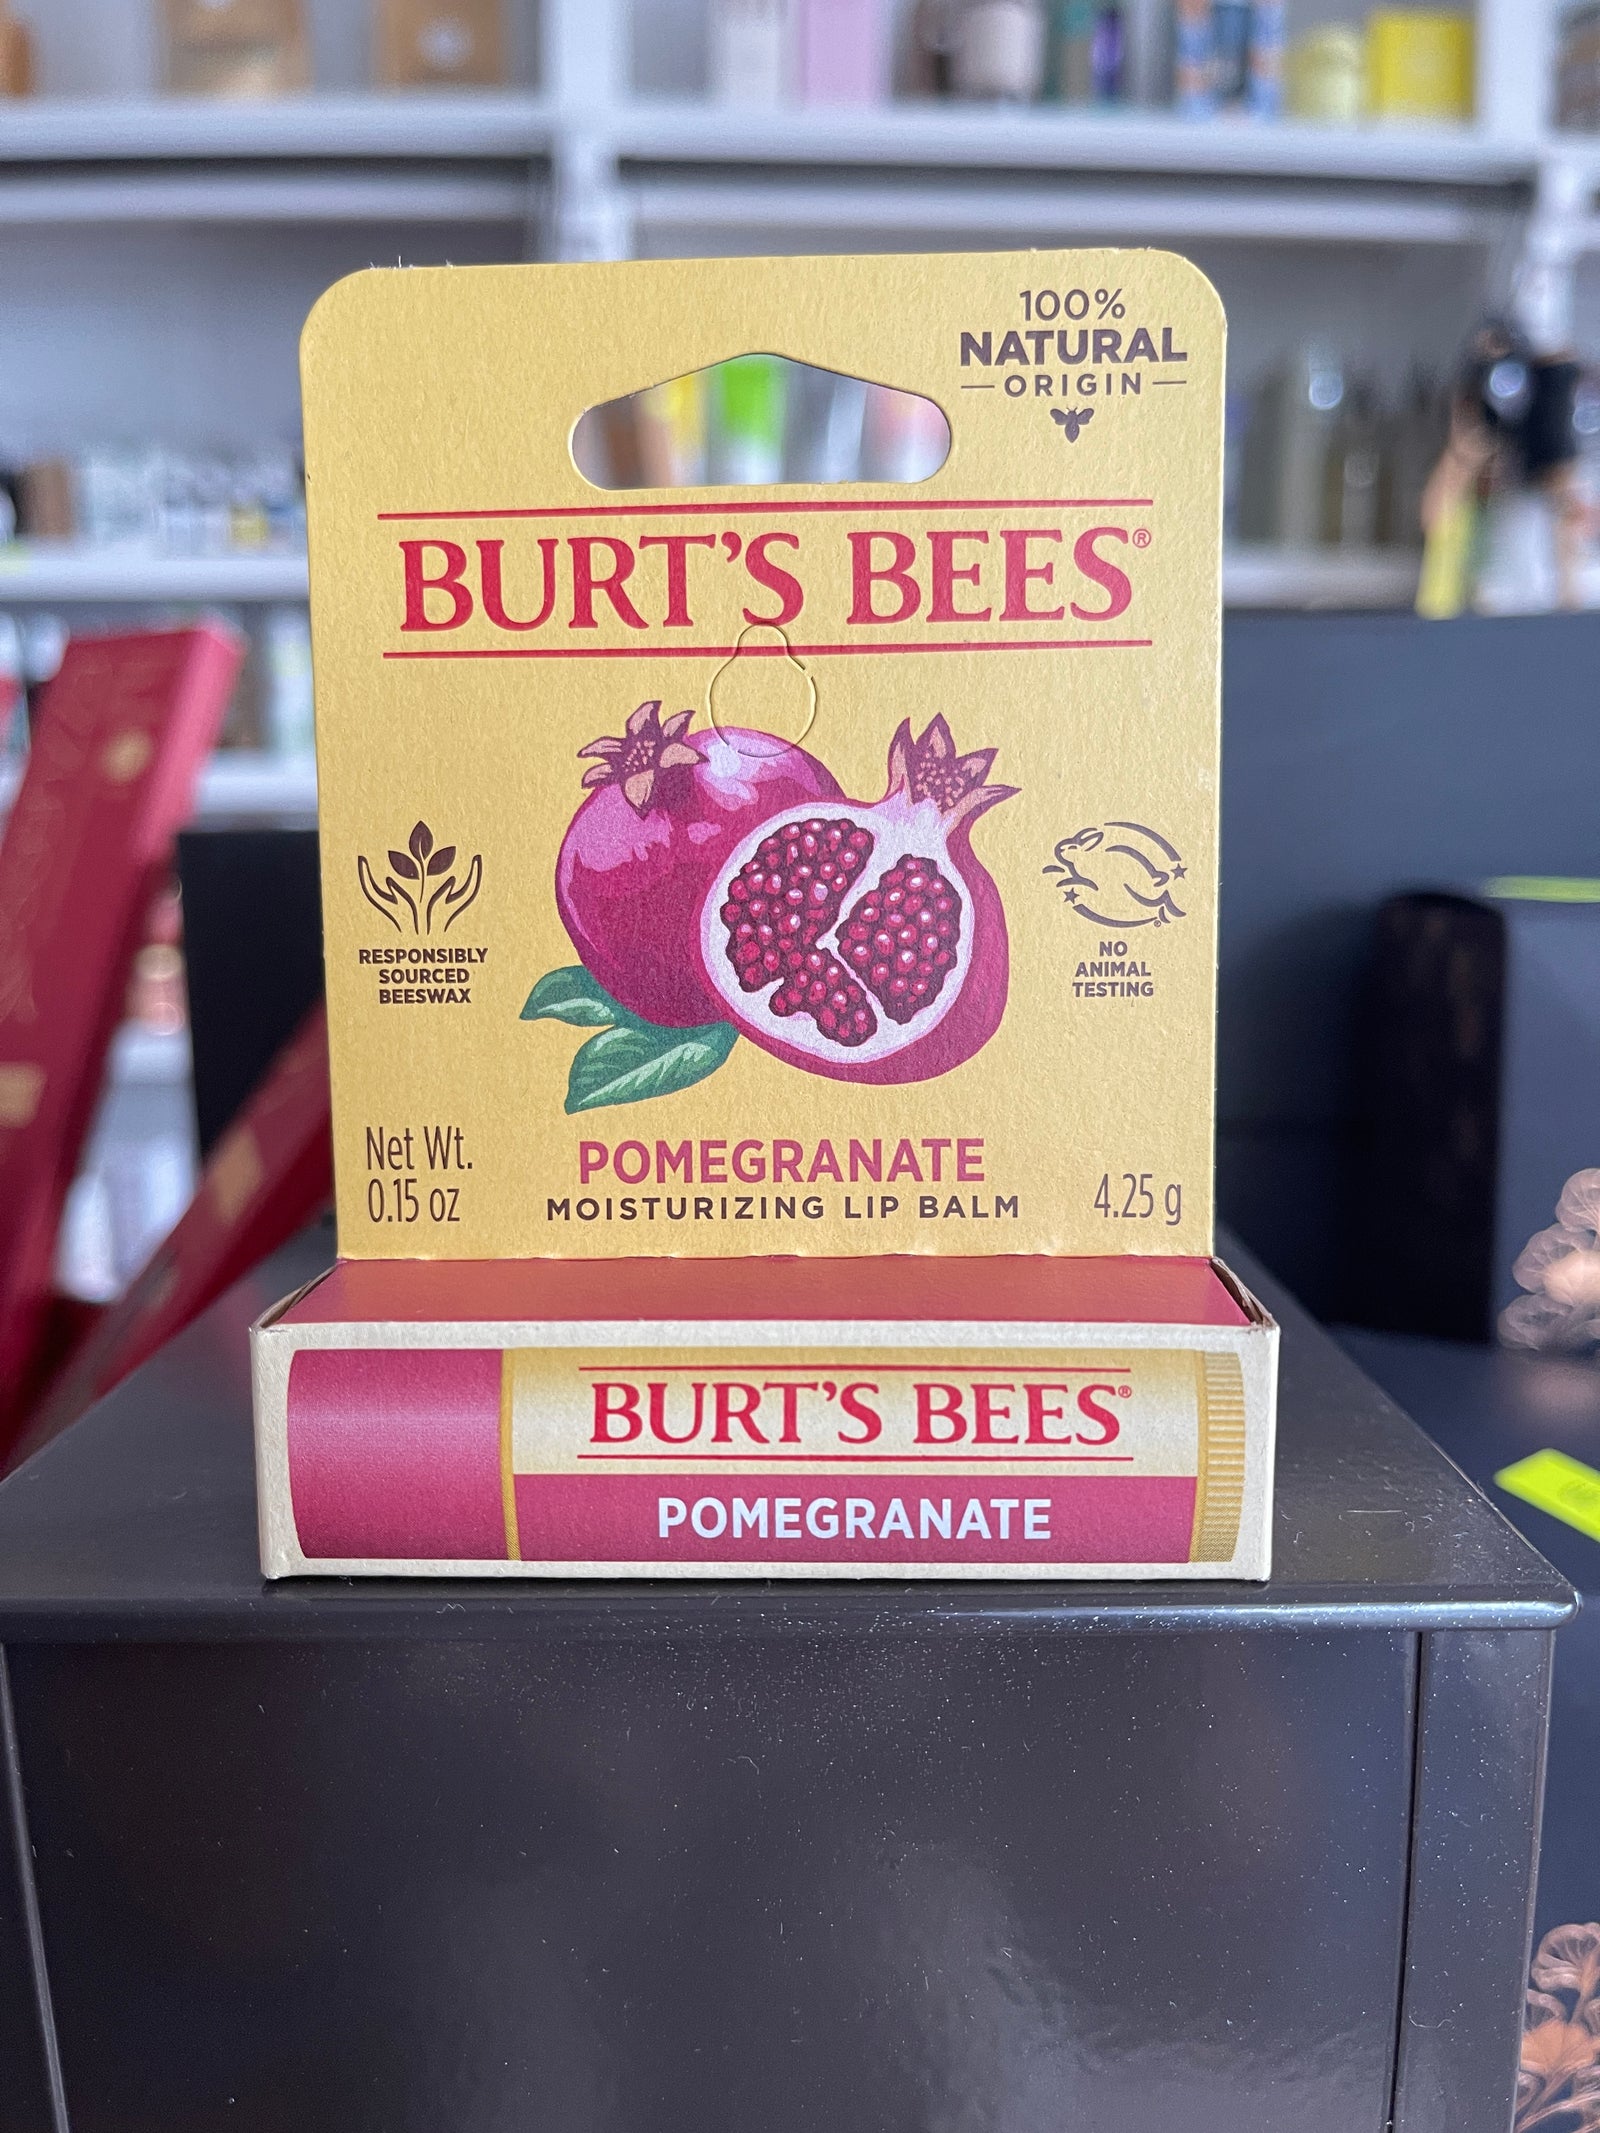 100%
NATURAL
ORIGIN
BURT'S BEES®
RESPONSIBLY
SOURCED
BEESWAX
NO
ANIMAL
TESTING
Net Wt.
0.15 oz
POMEGRANATE
MOISTURIZING LIP BALM
4.25 g
BURT'S BEES®
POMEGRANATE